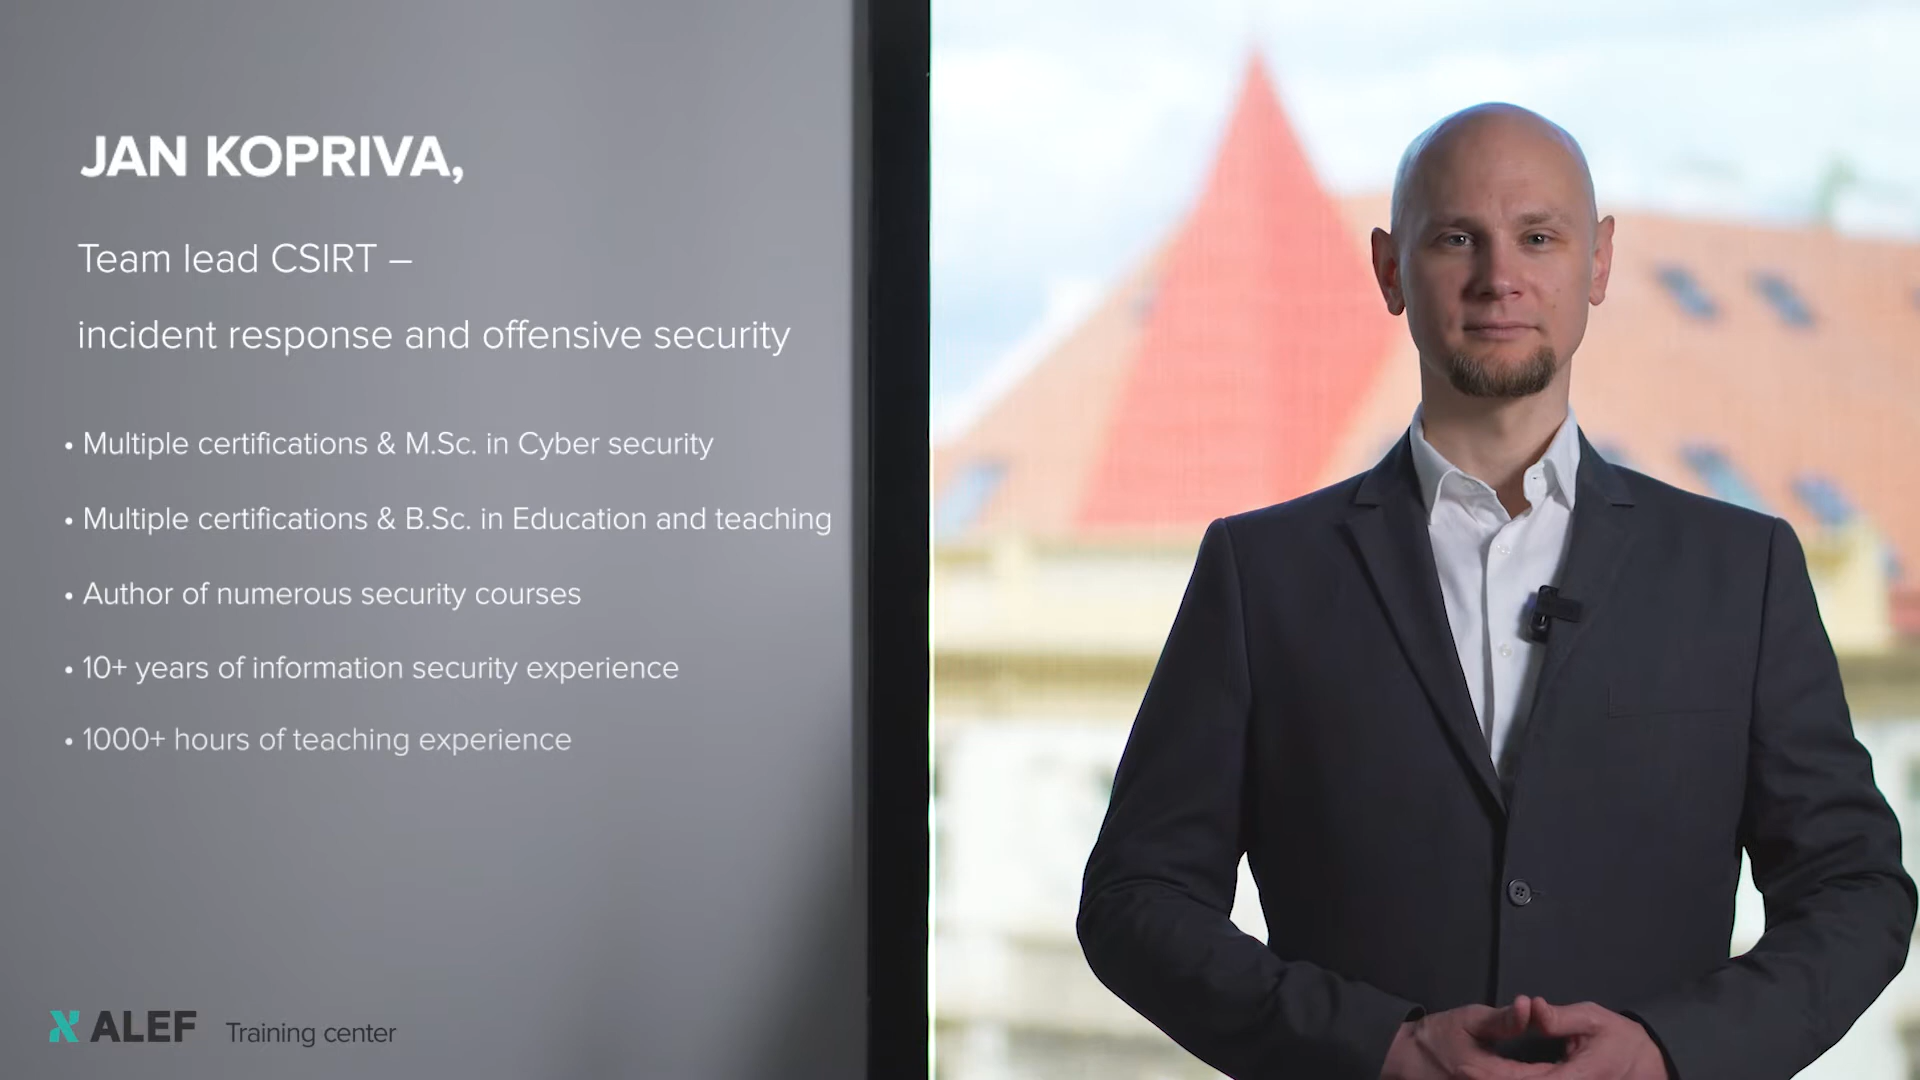 JAN KOPRIVA,
Team lead CSIRT –
incident response and offensive security
• Multiple certifications & M.Sc. in Cyber security
• Multiple certifications & B.Sc. in Education and teaching
• Author of numerous security courses
• 10+ years of information security experience
• 1000+ hours of teaching experience
ALEF Training center